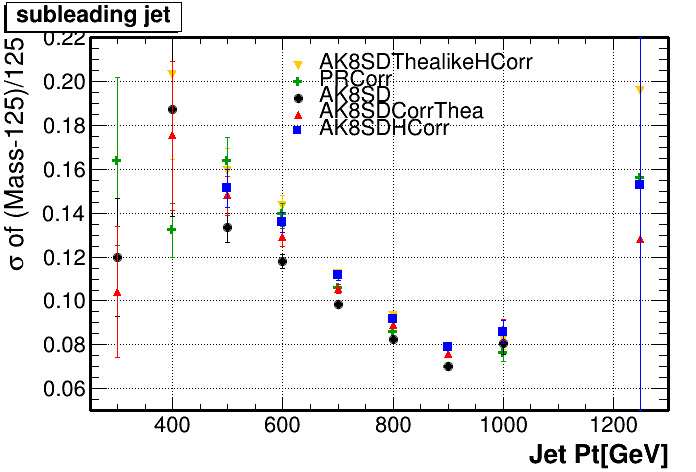 subleading jet
σ of (Mass-125)/125
0.22
0.20
0.18
0.16
0.14
0.12
0.10
0.08
0.06
AK8SDThealikeHCorr
PRCorr
AK8SD
AK8SDCorrThea
AK8SDHCorr
400 600 800 1000 1200
Jet Pt[GeV]